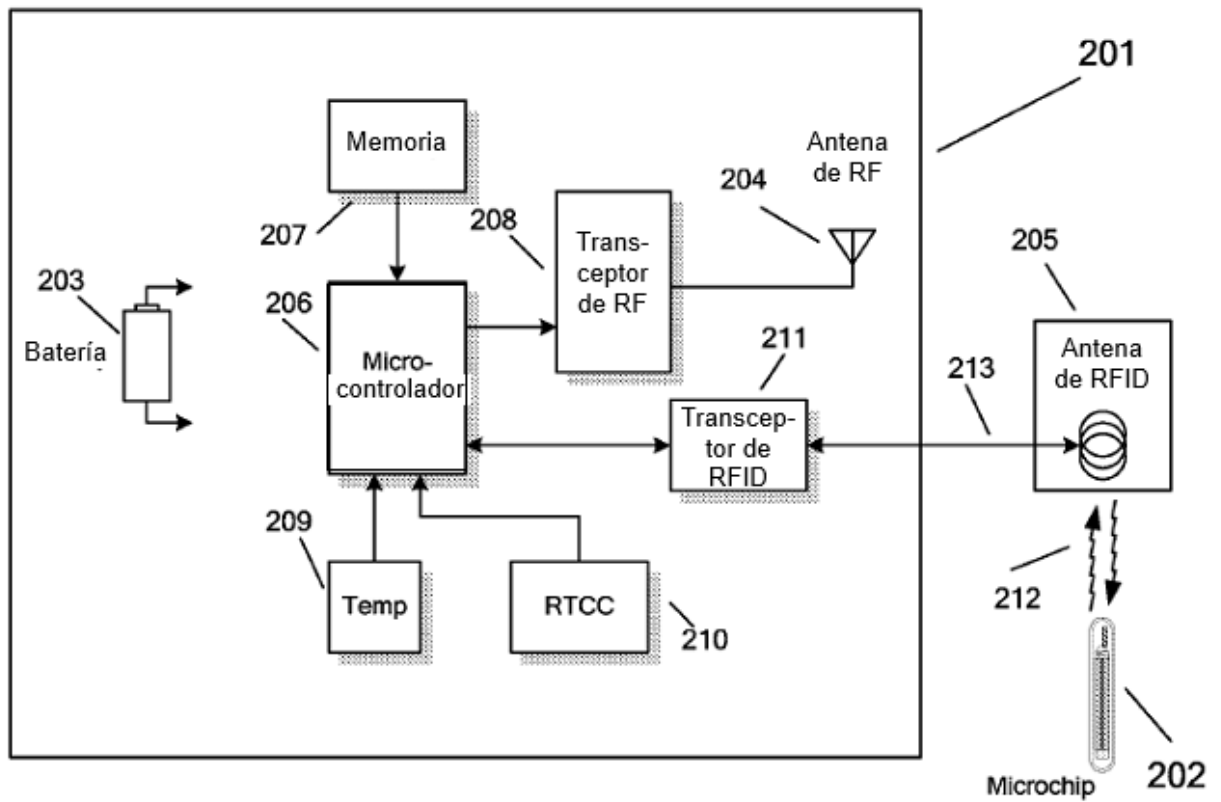 201
Memoria
207
Antena
de RF
204
208
Trans-
ceptor
de RF
203
Batería
206
Micro-
controlador
211
Transcep-
tor de
RFID
213
205
Antena
de RFID
209
Temp
RTCC
210
212
202
Microchip